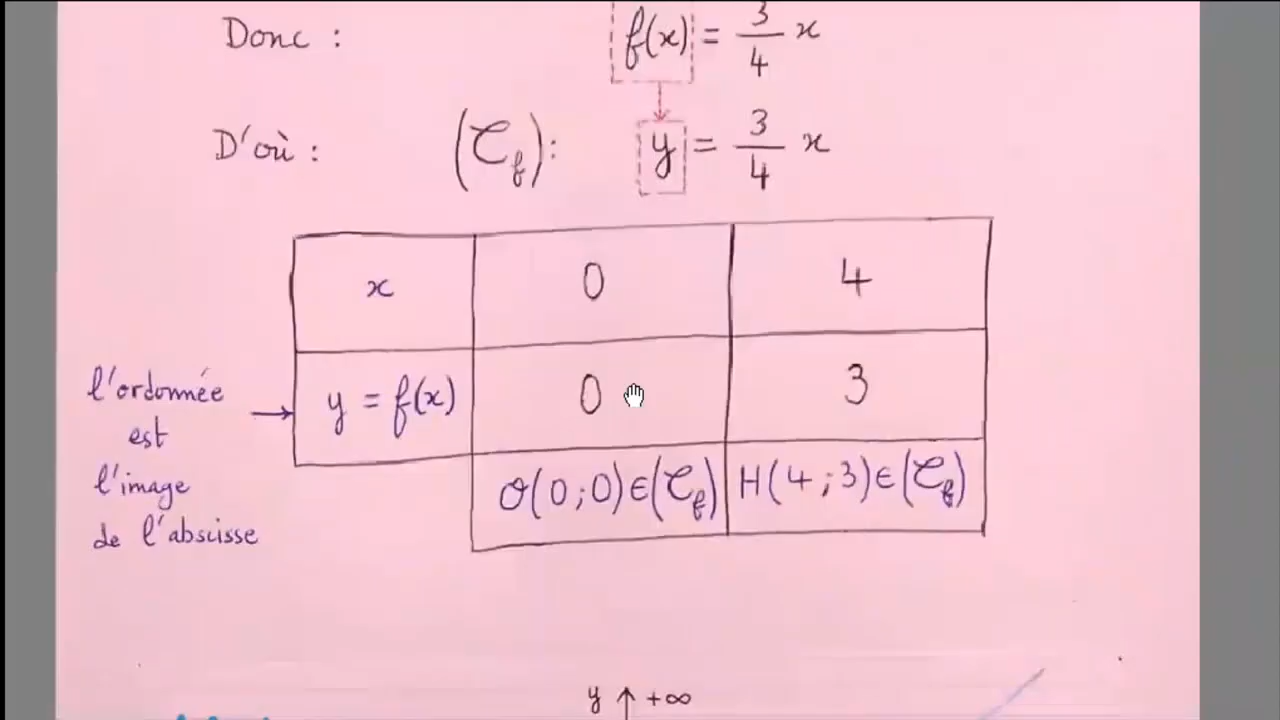 Donc : f(x) = 3/4 x
D'où : (C_f) : y = 3/4 x
x 0 4
y = f(x) 0 3
O(0;0)∈(C_f) H(4;3)∈(C_f)
l'ordonnée
est
l'image
de l'abscisse
y ↑ +∞